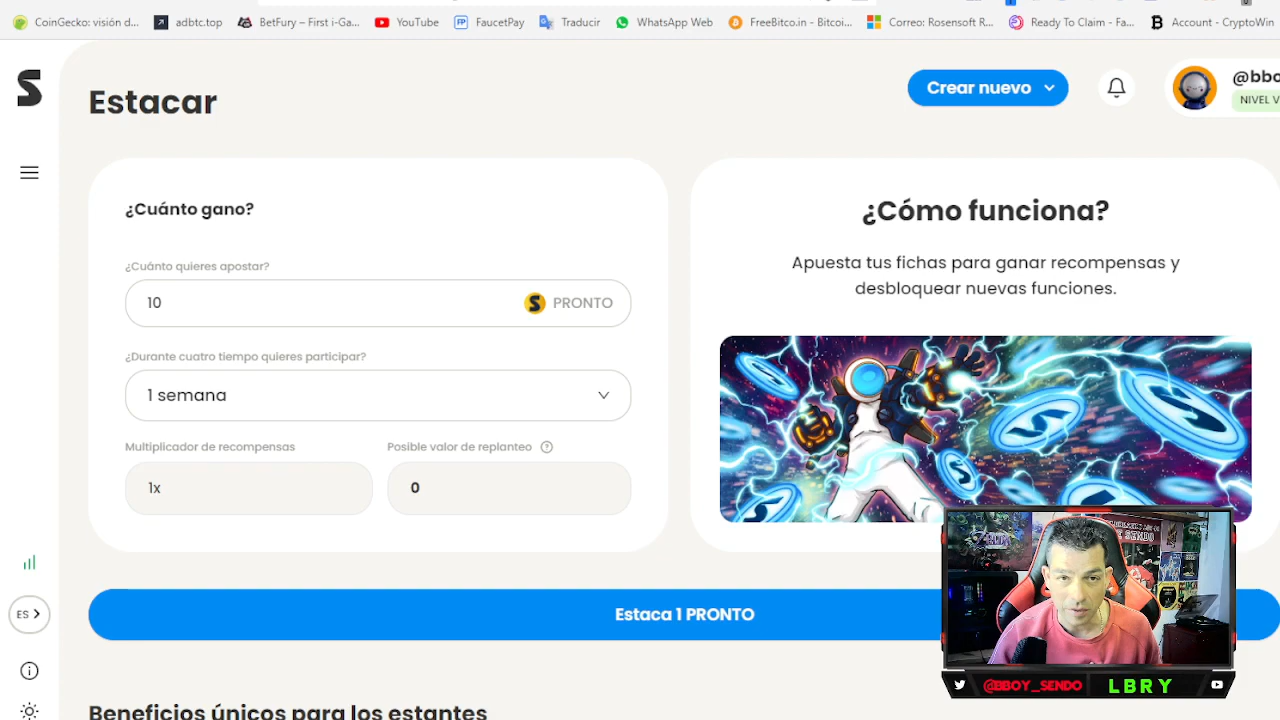 CoinGecko: visión d...
adbtc.top
BetFury – First i-Ga...
YouTube
FaucetPay
Traducir
WhatsApp Web
FreeBitco.in - Bitcoi...
Correo: Rosensoft R...
Ready To Claim - Fa...
Account - CryptoWin
Estacar
Crear nuevo
@bbo
NIVEL V
¿Cuánto gano?
¿Cuánto quieres apostar?
10
PRONTO
¿Durante cuatro tiempo quieres participar?
1 semana
Multiplicador de recompensas
Posible valor de replanteo
1x
0
¿Cómo funciona?
Apuesta tus fichas para ganar recompensas y
desbloquear nuevas funciones.
Estaca 1 PRONTO
ES
Beneficios únicos para los estantes
@BBOY_SENDO
LBRY